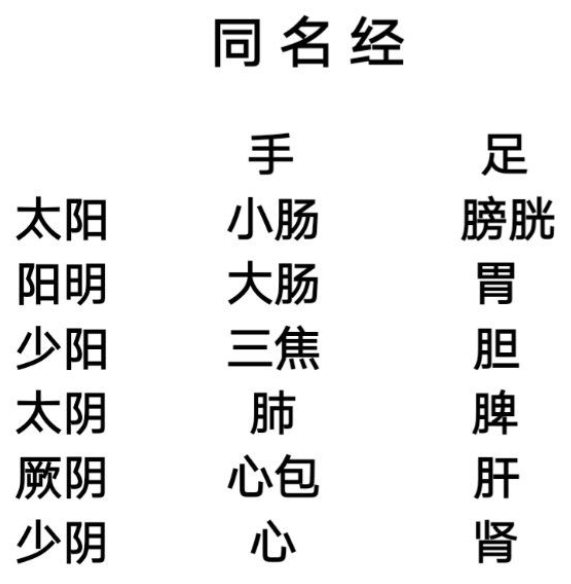 同名经
手 足
太阳 小肠 膀胱
阳明 大肠 胃
少阳 三焦 胆
太阴 肺 脾
厥阴 心包 肝
少阴 心 肾